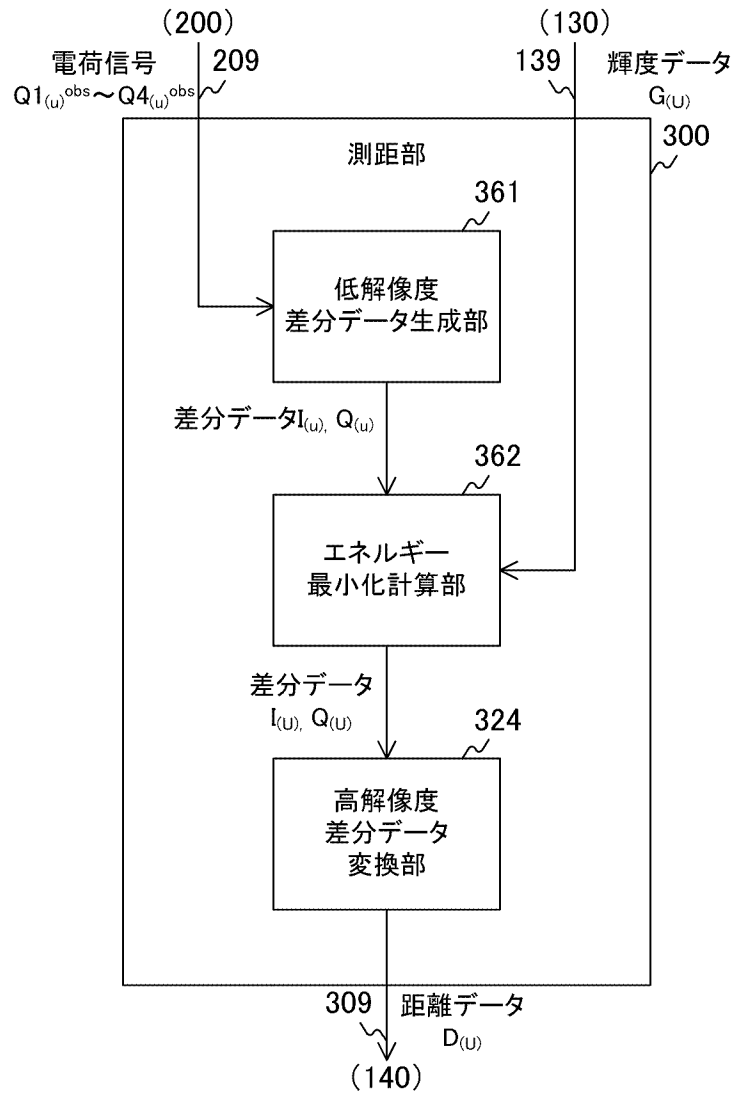 (200)
(130)
電荷信号
209
139
輝度データ
Q1(u)obs～Q4(u)obs
G(U)
300
測距部
361
低解像度
差分データ生成部
差分データI(u), Q(u)
362
エネルギー
最小化計算部
差分データ
I(U), Q(U)
324
高解像度
差分データ
変換部
309
距離データ
D(U)
(140)